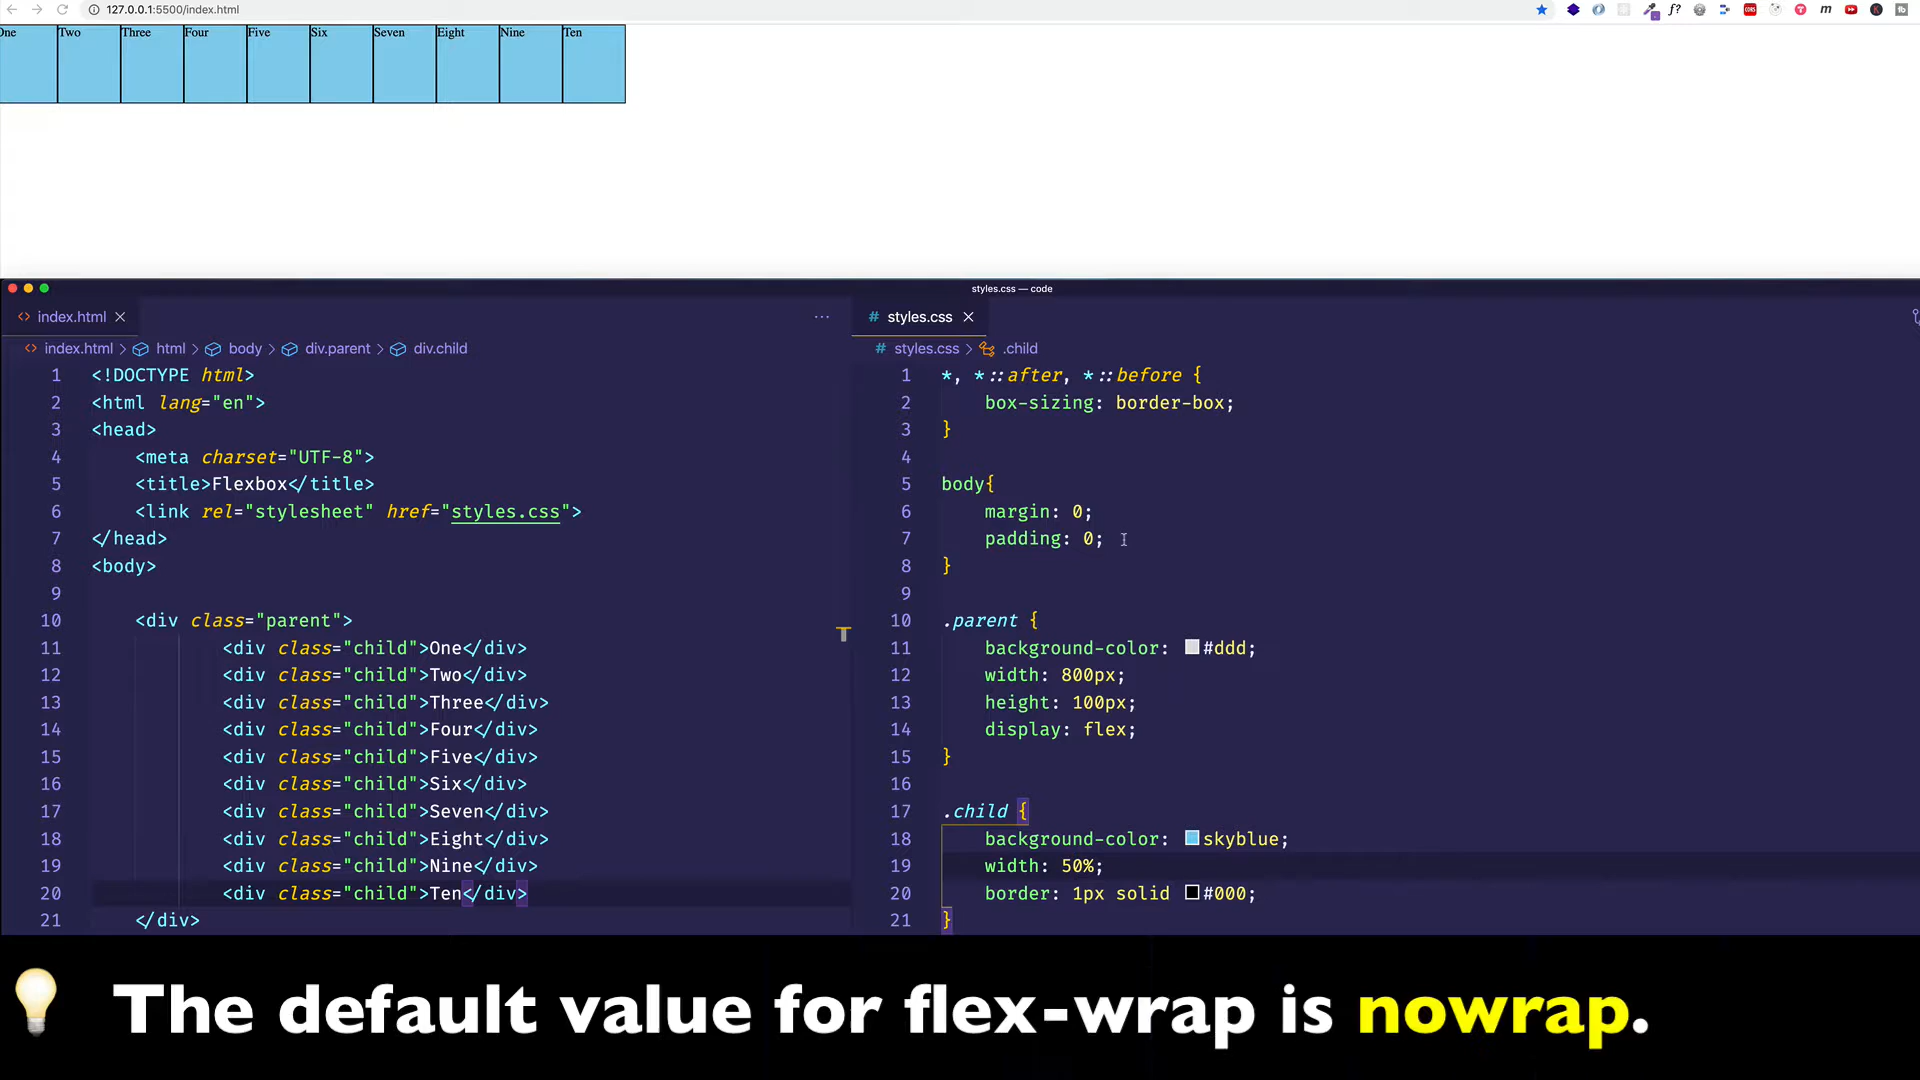 127.0.0.1:5500/index.html
One Two Three Four Five Six Seven Eight Nine Ten
styles.css — code
index.html
index.html > html > body > div.parent > div.child
1 <!DOCTYPE html>
2 <html lang="en">
3 <head>
4 <meta charset="UTF-8">
5 <title>Flexbox</title>
6 <link rel="stylesheet" href="styles.css">
7 </head>
8 <body>
9
10 <div class="parent">
11 <div class="child">One</div>
12 <div class="child">Two</div>
13 <div class="child">Three</div>
14 <div class="child">Four</div>
15 <div class="child">Five</div>
16 <div class="child">Six</div>
17 <div class="child">Seven</div>
18 <div class="child">Eight</div>
19 <div class="child">Nine</div>
20 <div class="child">Ten</div>
21 </div>
# styles.css
# styles.css > .child
1 *, *::after, *::before {
2 box-sizing: border-box;
3 }
4
5 body{
6 margin: 0;
7 padding: 0;
8 }
9
10 .parent {
11 background-color: #ddd;
12 width: 800px;
13 height: 100px;
14 display: flex;
15 }
16
17 .child {
18 background-color: skyblue;
19 width: 50%;
20 border: 1px solid #000;
21 }
The default value for flex-wrap is nowrap.